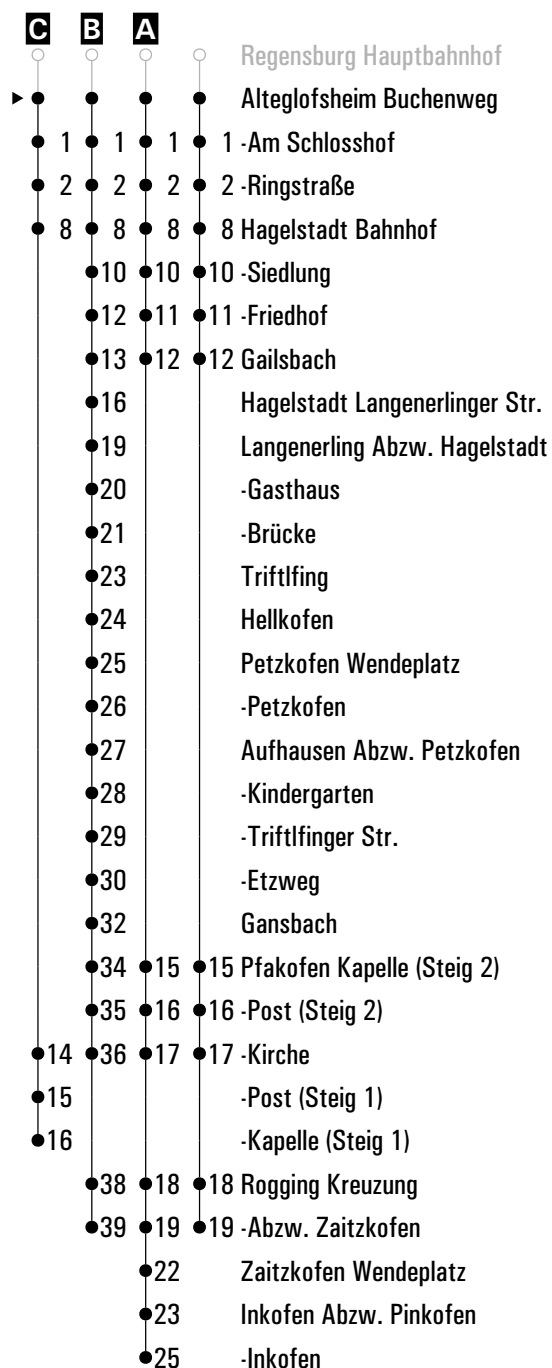 C B A
Regensburg Hauptbahnhof
Alteglofsheim Buchenweg
1 1 1 1 -Am Schlosshof
2 2 2 2 -Ringstraße
8 8 8 8 Hagelstadt Bahnhof
10 10 10 -Siedlung
12 11 11 -Friedhof
13 12 12 Gailsbach
16 Hagelstadt Langenerlinger Str.
19 Langenerling Abzw. Hagelstadt
20 -Gasthaus
21 -Brücke
23 Triftlfing
24 Hellkofen
25 Petzkofen Wendeplatz
26 -Petzkofen
27 Aufhausen Abzw. Petzkofen
28 -Kindergarten
29 -Triftlfinger Str.
30 -Etzweg
32 Gansbach
34 15 15 Pfakofen Kapelle (Steig 2)
35 16 16 -Post (Steig 2)
14 36 17 17 -Kirche
15 -Post (Steig 1)
16 -Kapelle (Steig 1)
38 18 18 Rogging Kreuzung
39 19 19 -Abzw. Zaitzkofen
22 Zaitzkofen Wendeplatz
23 Inkofen Abzw. Pinkofen
25 -Inkofen